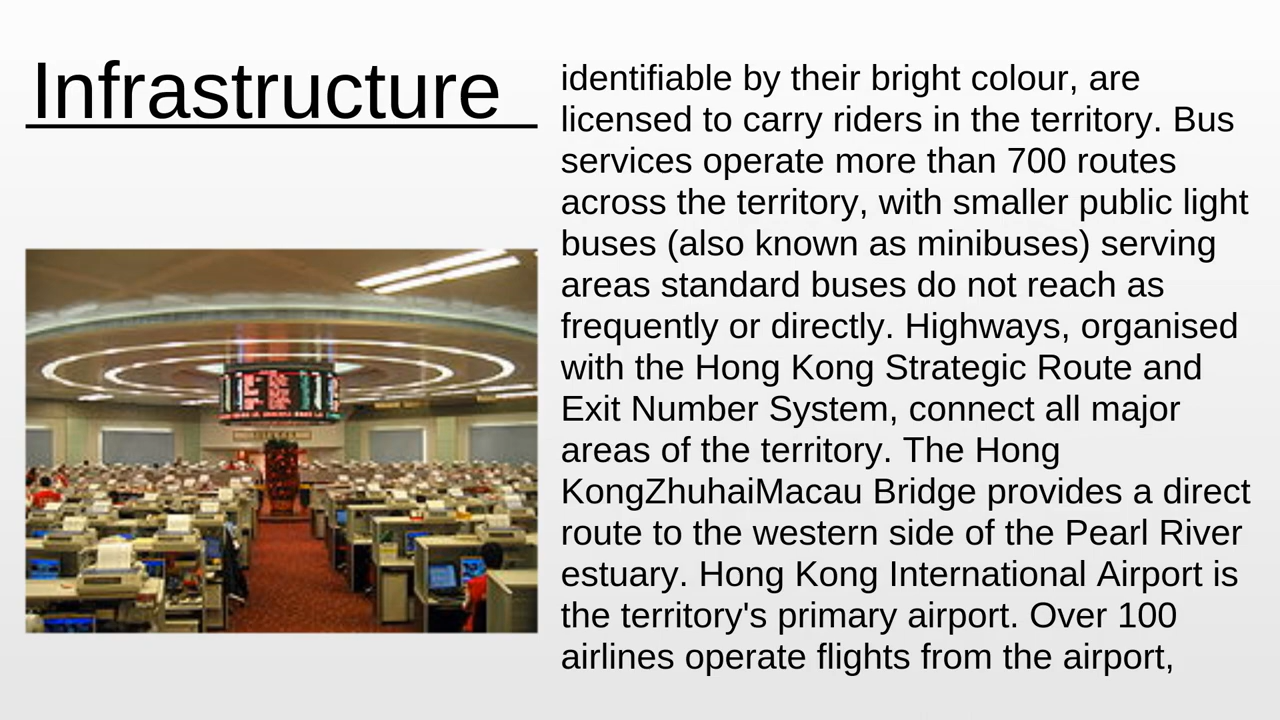 Infrastructure
identifiable by their bright colour, are
licensed to carry riders in the territory. Bus
services operate more than 700 routes
across the territory, with smaller public light
buses (also known as minibuses) serving
areas standard buses do not reach as
frequently or directly. Highways, organised
with the Hong Kong Strategic Route and
Exit Number System, connect all major
areas of the territory. The Hong
KongZhuhaiMacau Bridge provides a direct
route to the western side of the Pearl River
estuary. Hong Kong International Airport is
the territory's primary airport. Over 100
airlines operate flights from the airport,